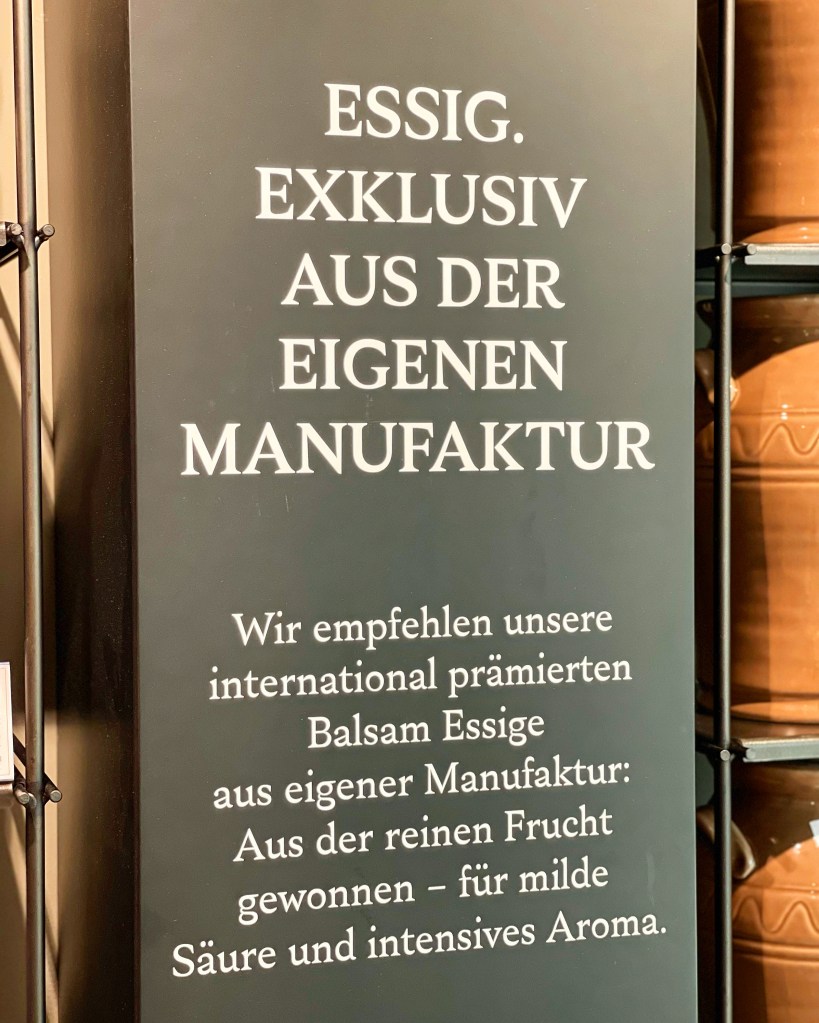 ESSIG.
EXKLUSIV
AUS DER
EIGENEN
MANUFAKTUR
Wir empfehlen unsere
international prämierten
Balsam Essige
aus eigener Manufaktur:
Aus der reinen Frucht
gewonnen – für milde
Säure und intensives Aroma.